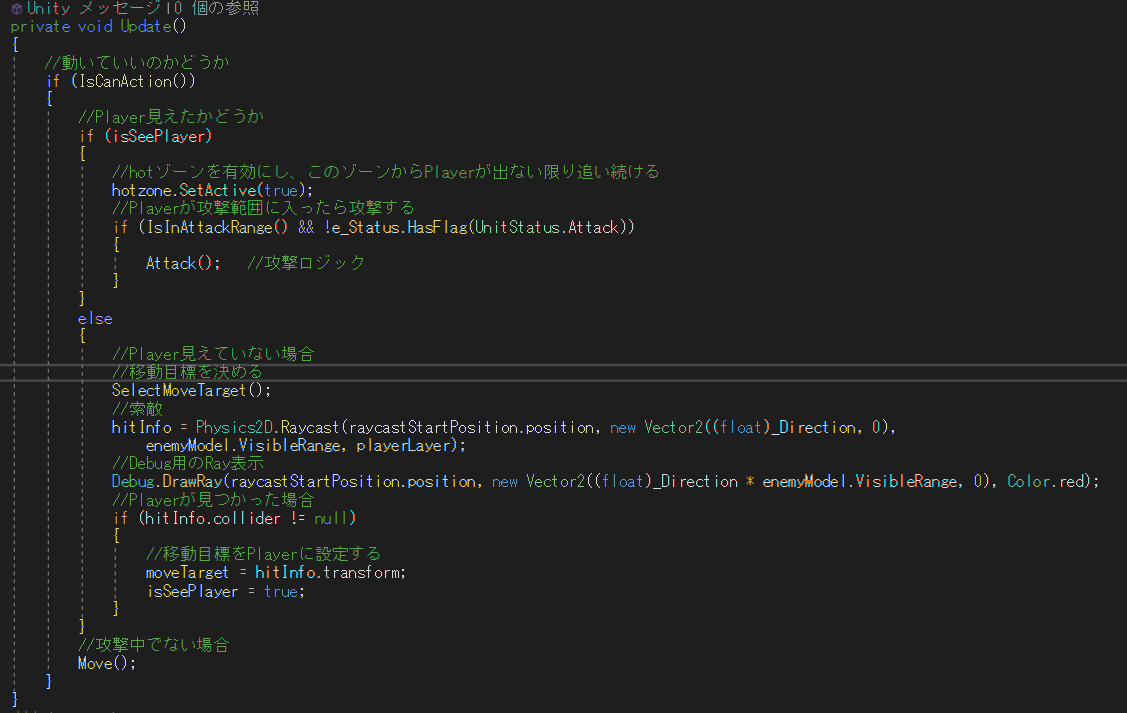 Unity メッセージ|0 個の参照
private void Update()
{
//動いていいのかどうか
if (IsCanAction())
{
//Player見えたかどうか
if (isSeePlayer)
{
//hotゾーンを有効にし、このゾーンからPlayerが出ない限り追い続ける
hotzone.SetActive(true);
//Playerが攻撃範囲に入ったら攻撃する
if (IsInAttackRange() && !e_Status.HasFlag(UnitStatus.Attack))
{
Attack(); //攻撃ロジック
}
}
else
{
//Player見えていない場合
//移動目標を決める
SelectMoveTarget();
//索敵
hitInfo = Physics2D.Raycast(raycastStartPosition.position, new Vector2((float)_Direction, 0),
enemyModel.VisibleRange, playerLayer);
//Debug用のRay表示
Debug.DrawRay(raycastStartPosition.position, new Vector2((float)_Direction * enemyModel.VisibleRange, 0), Color.red);
//Playerが見つかった場合
if (hitInfo.collider != null)
{
//移動目標をPlayerに設定する
moveTarget = hitInfo.transform;
isSeePlayer = true;
}
}
//攻撃中でない場合
Move();
}
}